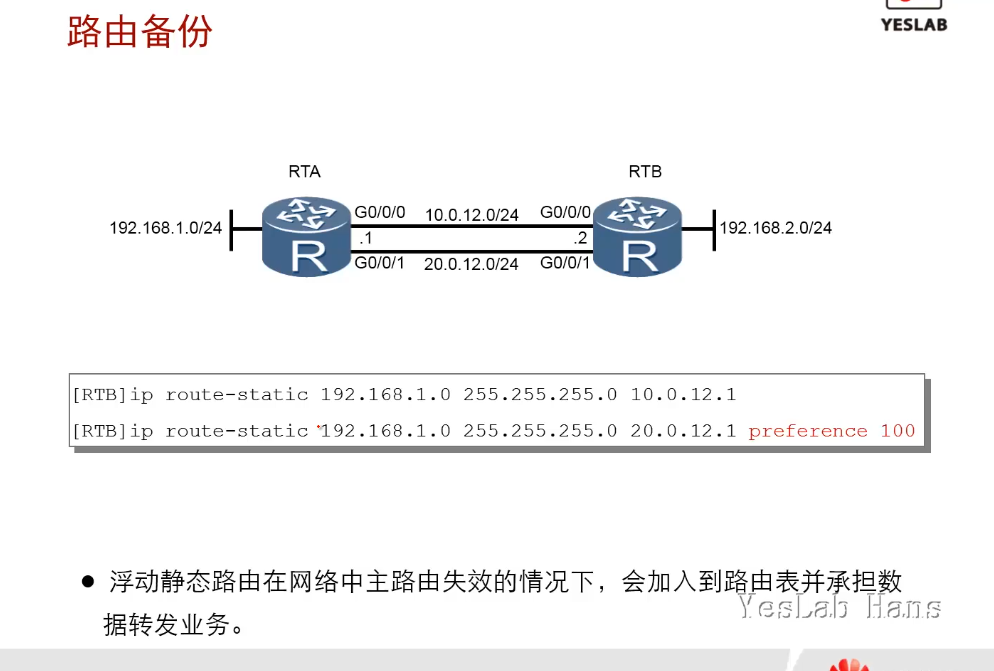 YESLAB
路由备份
RTA
RTB
G0/0/0 10.0.12.0/24 G0/0/0
192.168.1.0/24
192.168.2.0/24
R
.1
.2
R
G0/0/1 20.0.12.0/24 G0/0/1
[RTB]ip route-static 192.168.1.0 255.255.255.0 10.0.12.1
[RTB]ip route-static 192.168.1.0 255.255.255.0 20.0.12.1 preference 100
● 浮动静态路由在网络中主路由失效的情况下，会加入到路由表并承担数
据转发业务。
YesLab Hans